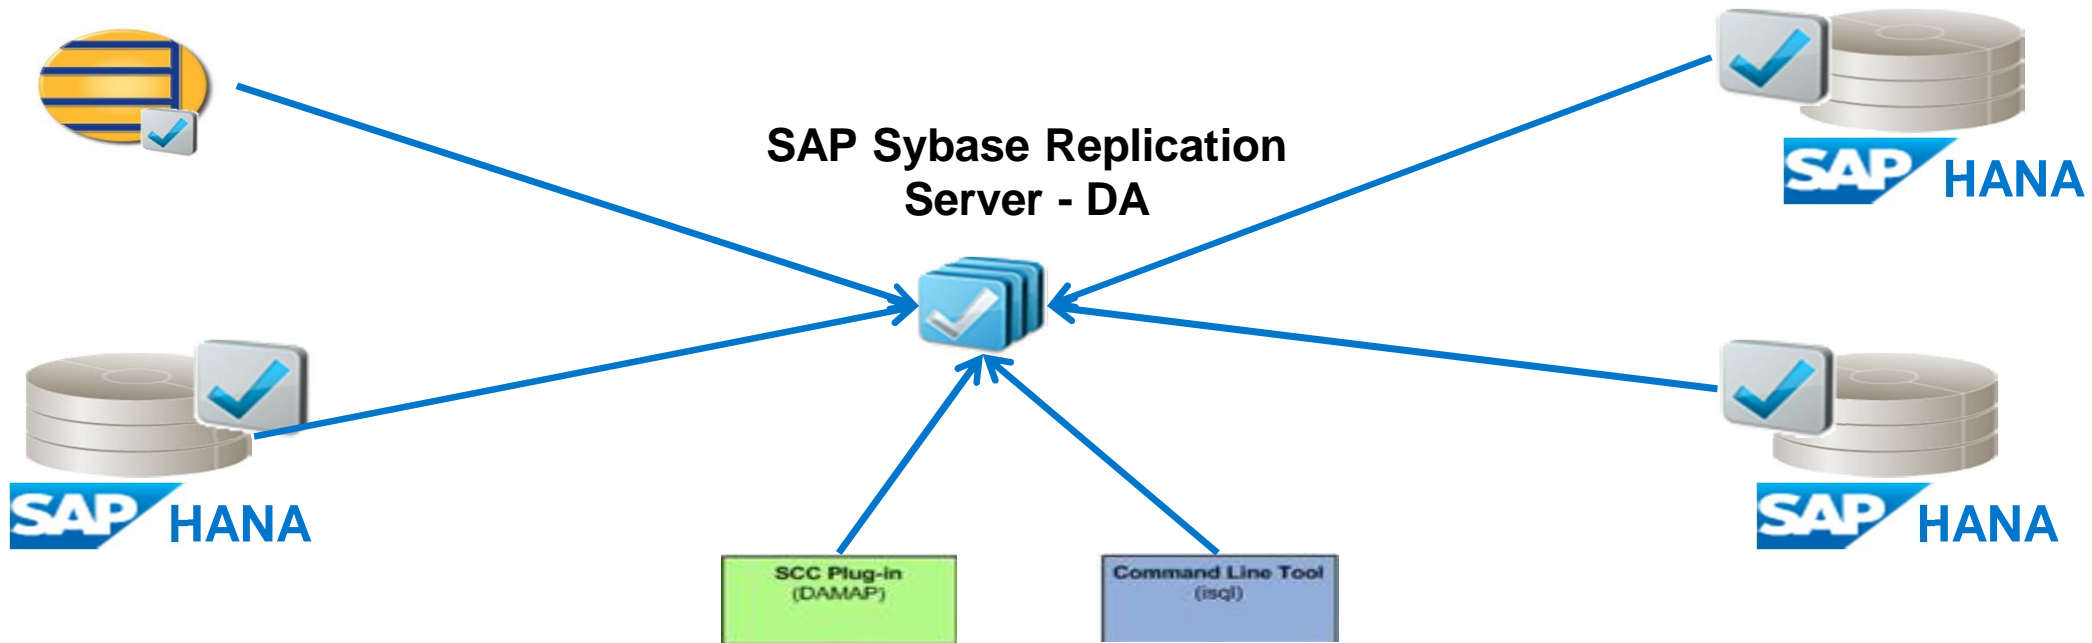 SAP Sybase Replication
Server - DA
SAP HANA
SAP HANA
SAP HANA
SCC Plug-in
(DAMAP)
Command Line Tool
(isql)